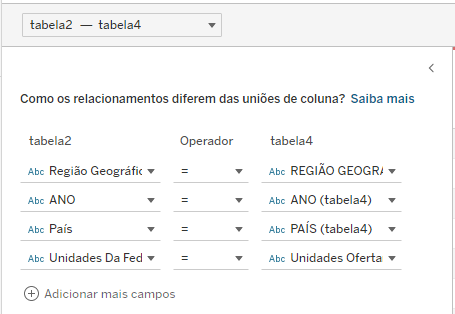 tabela2 — tabela4
Como os relacionamentos diferem das uniões de coluna? Saiba mais
tabela2 Operador tabela4
Abc Região Geográfic = Abc REGIÃO GEOGRA
Abc ANO = Abc ANO (tabela4)
Abc País = Abc PAÍS (tabela4)
Abc Unidades Da Fed = Abc Unidades Oferta
Adicionar mais campos